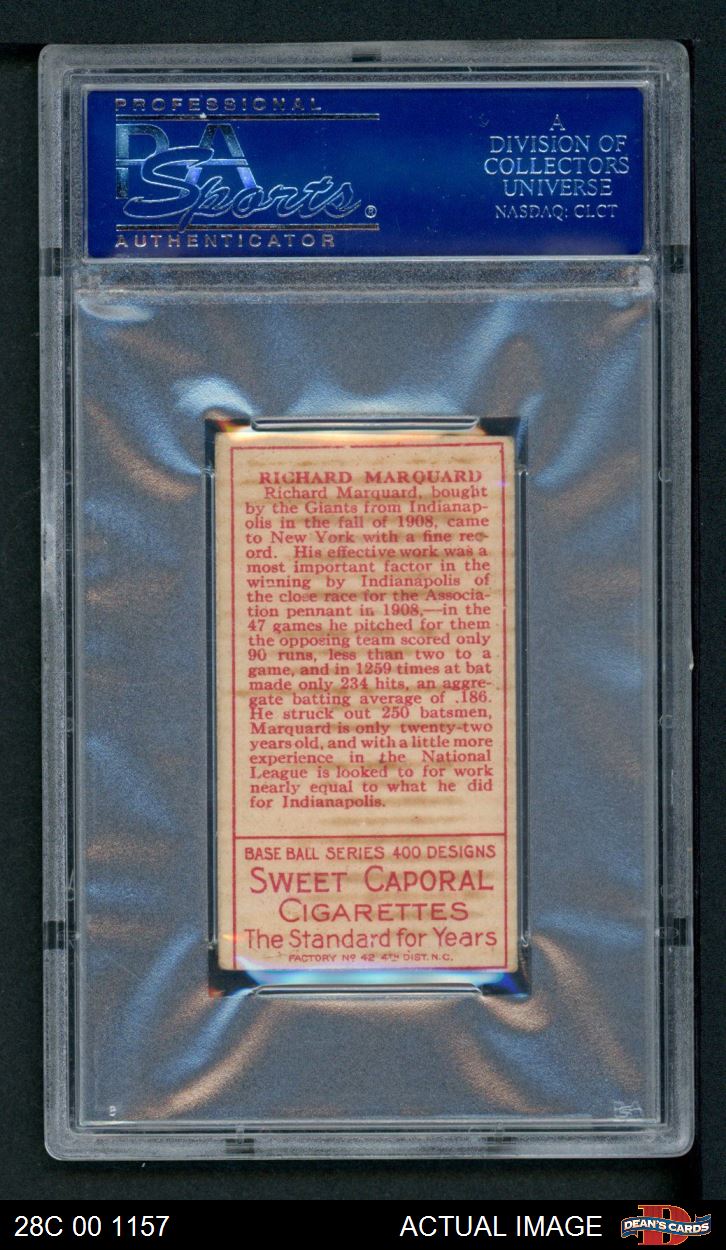 PROFESSIONAL
PSA
Sports®
AUTHENTICATOR
A
DIVISION OF
COLLECTORS
UNIVERSE
NASDAQ: CLCT
RICHARD MARQUARD
Richard Marquard, bought
by the Giants from Indianap-
olis in the fall of 1908, came
to New York with a fine rec-
ord. His effective work was a
most important factor in the
winning by Indianapolis of
the close race for the Associa-
tion pennant in 1908,—in the
47 games he pitched for them
the opposing team scored only
90 runs, less than two to a
game, and in 1259 times at bat
made only 234 hits, an aggre-
gate batting average of .186.
He struck out 250 batsmen,
Marquard is only twenty-two
years old, and with a little more
experience in the National
League is looked to for work
nearly equal to what he did
for Indianapolis.
BASE BALL SERIES 400 DESIGNS
SWEET CAPORAL
CIGARETTES
The Standard for Years
FACTORY Nº 42 4TH DIST. N.C.
PSA
28C 00 1157
ACTUAL IMAGE
D
DEAN'S CARDS